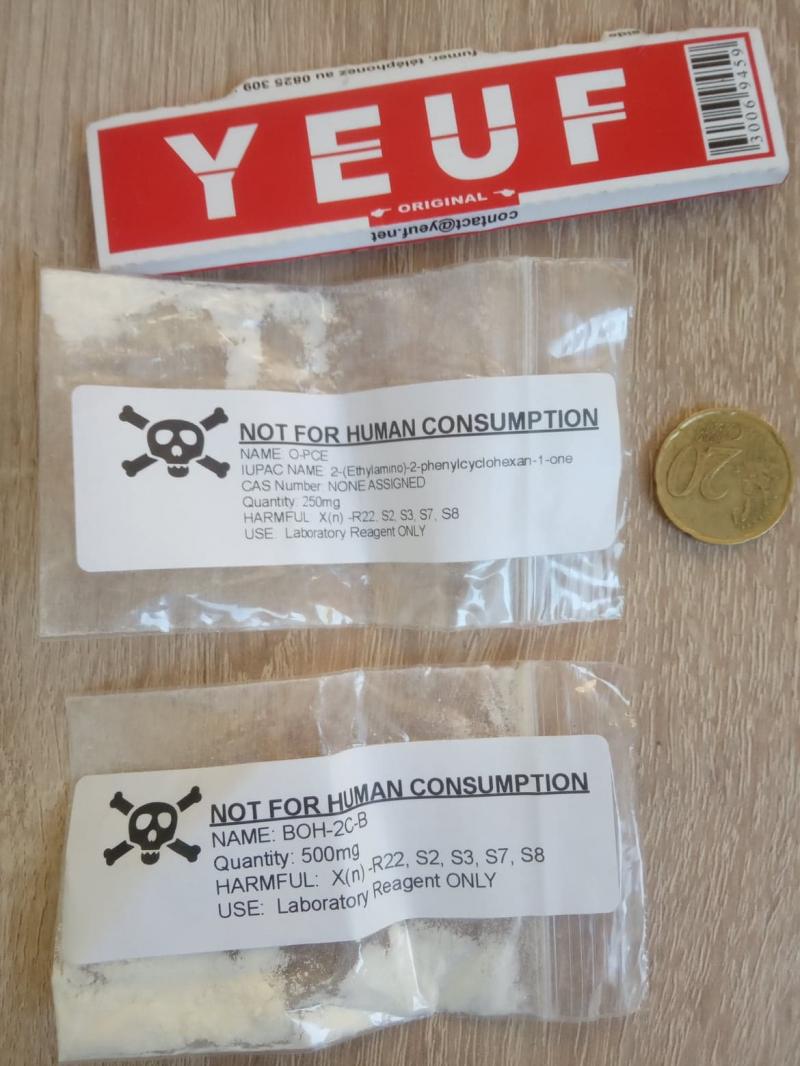 side
fumer, téléphonez au 0825 309
YEUF
ORIGINAL
contact@yeuf.net
3006 9459
NOT FOR HUMAN CONSUMPTION
NAME: O-PCE
IUPAC NAME: 2-(Ethylamino)-2-phenylcyclohexan-1-one
CAS Number: NONE ASSIGNED
Quantity: 250mg
HARMFUL: X(n) -R22, S2, S3, S7, S8
USE: Laboratory Reagent ONLY
20
NOT FOR HUMAN CONSUMPTION
NAME: BOH-2C-B
Quantity: 500mg
HARMFUL: X(n) -R22, S2, S3, S7, S8
USE: Laboratory Reagent ONLY